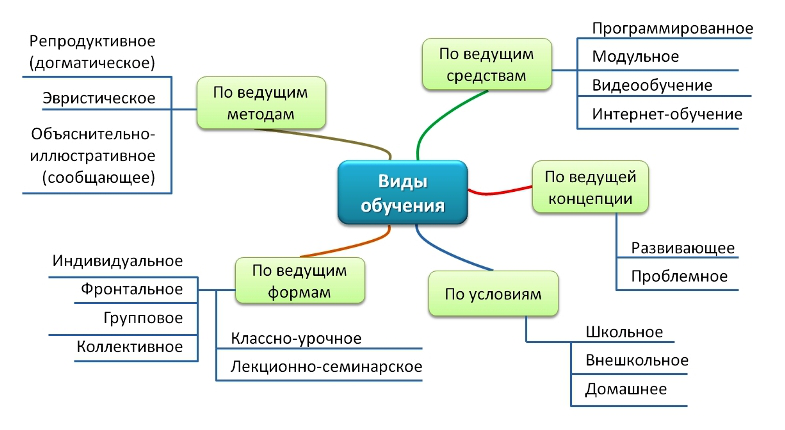 Виды
обучения
По ведущим
методам
Репродуктивное
(догматическое)
Эвристическое
Объяснительно-
иллюстративное
(сообщающее)
По ведущим
средствам
Программированное
Модульное
Видеообучение
Интернет-обучение
По ведущей
концепции
Развивающее
Проблемное
По ведущим
формам
Индивидуальное
Фронтальное
Групповое
Коллективное
Классно-урочное
Лекционно-семинарское
По условиям
Школьное
Внешкольное
Домашнее